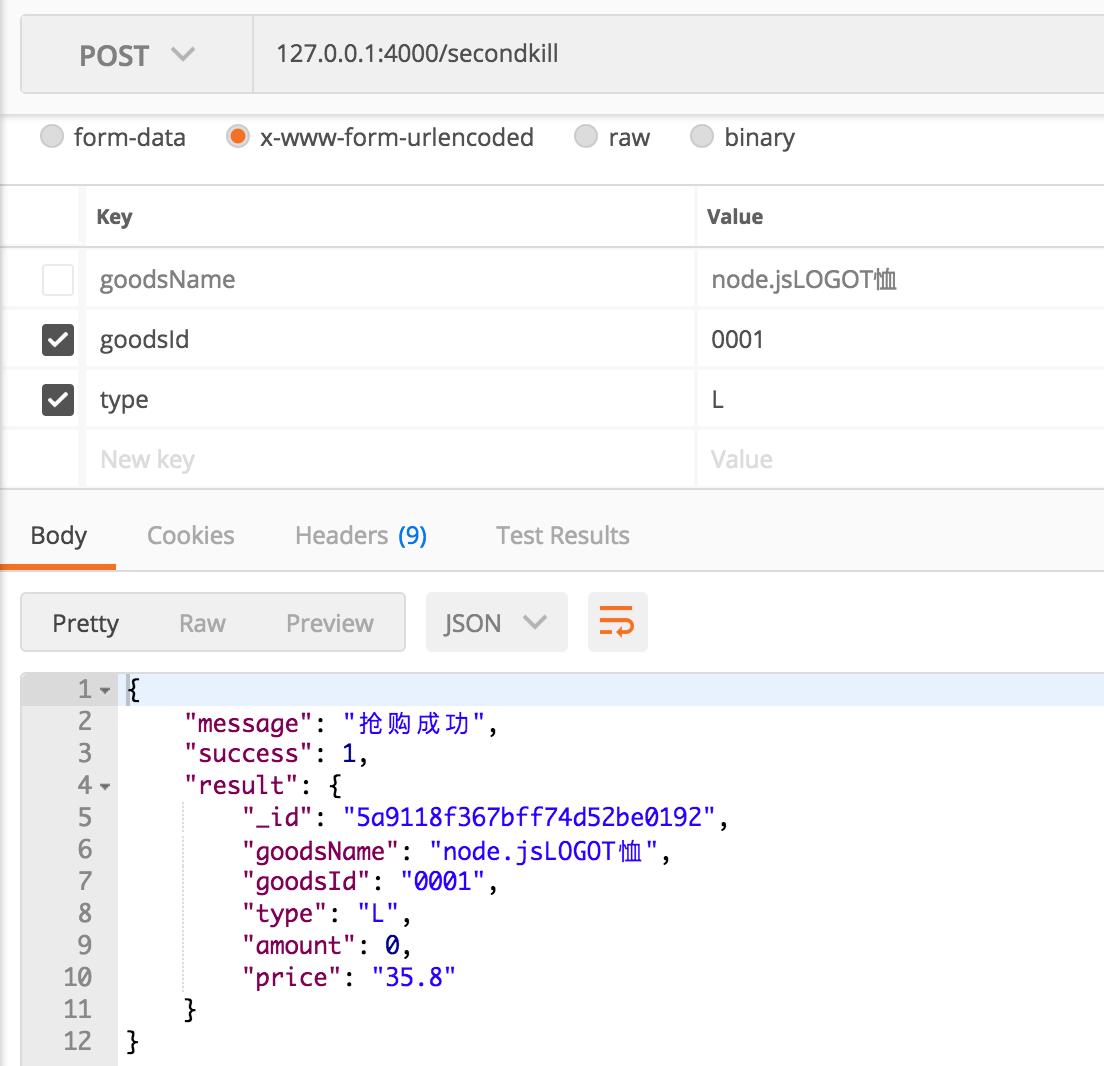 POST 127.0.0.1:4000/secondkill
form-data x-www-form-urlencoded raw binary
Key Value
goodsName node.jsLOGOT恤
goodsId 0001
type L
New key Value
Body Cookies Headers (9) Test Results
Pretty Raw Preview JSON
1 {
2 "message": "抢购成功",
3 "success": 1,
4 "result": {
5 "_id": "5a9118f367bff74d52be0192",
6 "goodsName": "node.jsLOGOT恤",
7 "goodsId": "0001",
8 "type": "L",
9 "amount": 0,
10 "price": "35.8"
11 }
12 }